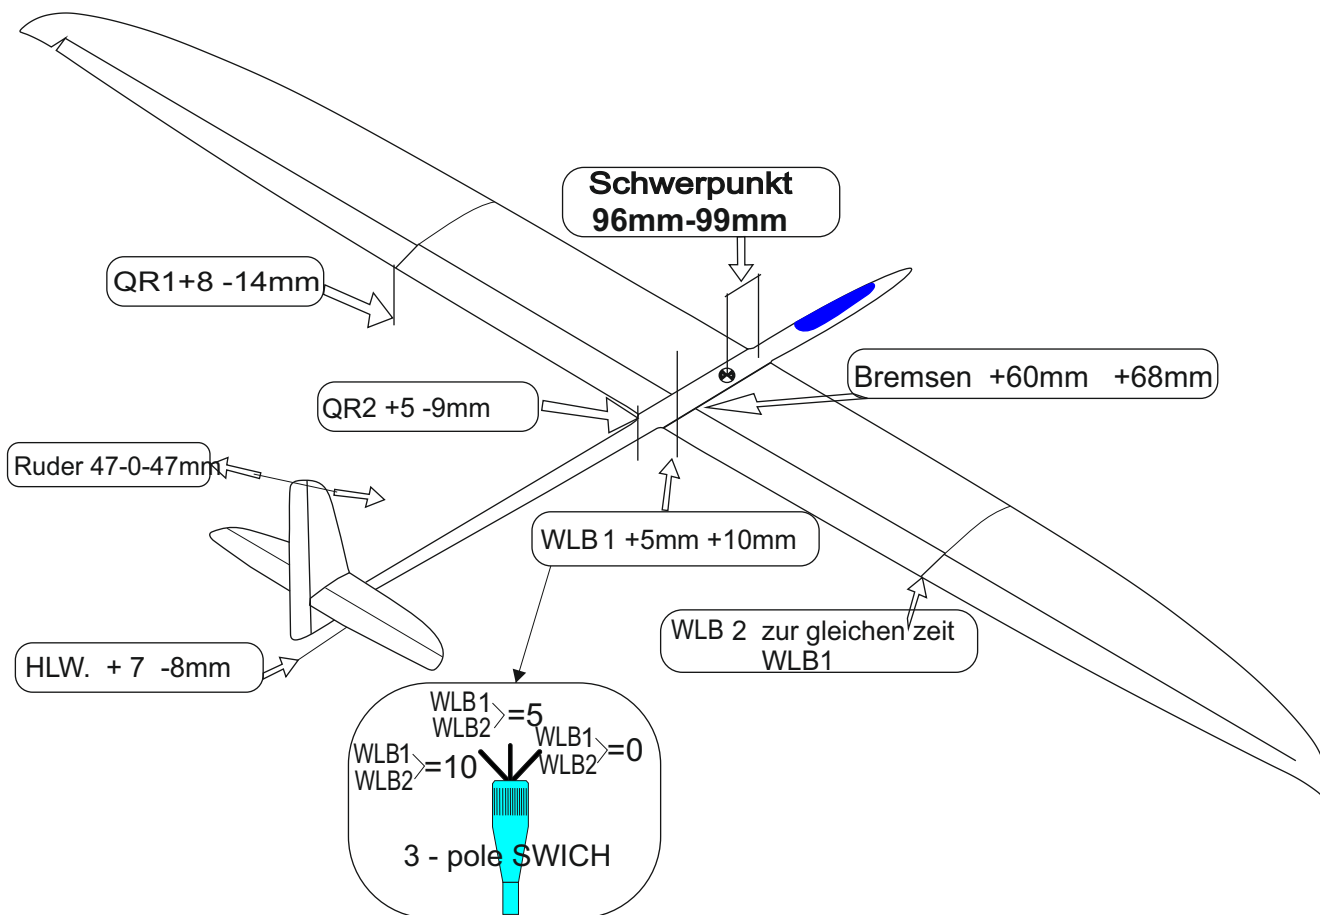 Schwerpunkt
96mm-99mm
QR1+8 -14mm
Bremsen +60mm +68mm
QR2 +5 -9mm
Ruder 47-0-47mm
WLB1 +5mm +10mm
WLB 2 zur gleichen zeit
WLB1
HLW. + 7 -8mm
WLB1
WLB2 =5
WLB1
WLB2 =0
WLB1
WLB2 =10
3 - pole SWICH